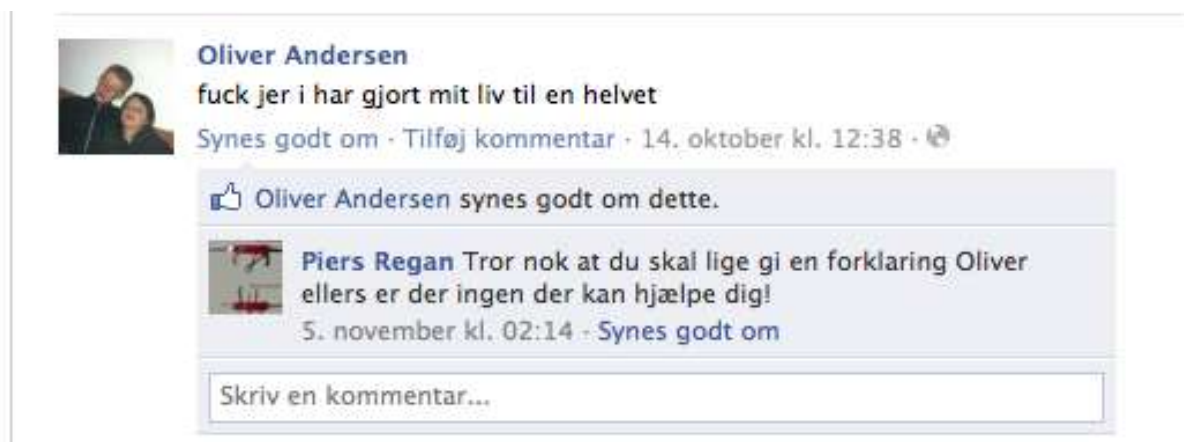 Oliver Andersen
fuck jer i har gjort mit liv til en helvet
Synes godt om · Tilføj kommentar · 14. oktober kl. 12:38 ·
Oliver Andersen synes godt om dette.
Piers Regan Tror nok at du skal lige gi en forklaring Oliver
ellers er der ingen der kan hjælpe dig!
5. november kl. 02:14 · Synes godt om
Skriv en kommentar...